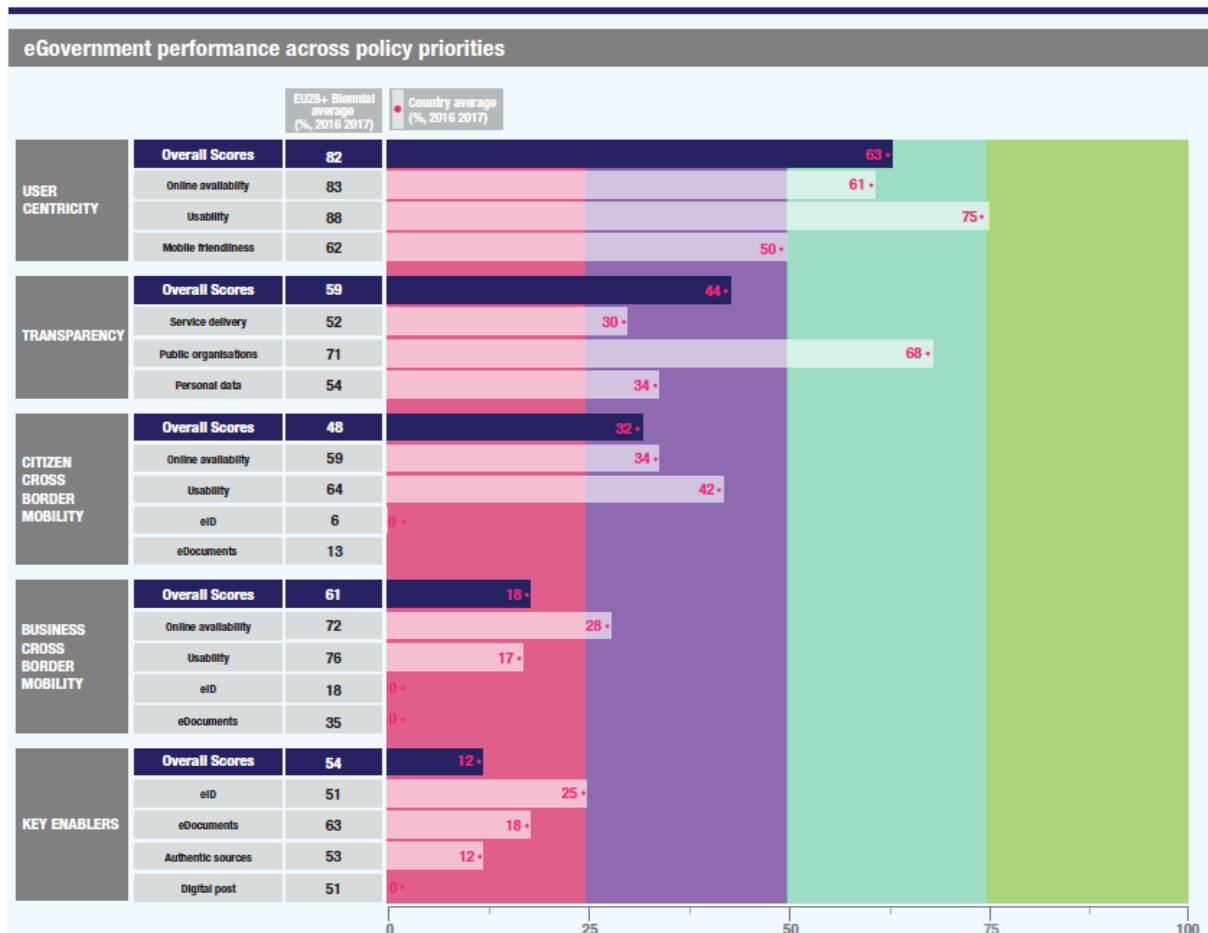 eGovernment performance across policy priorities
EU28+ Biennial
average
(%, 2016 2017)
Country average
(%, 2016 2017)
USER
CENTRICITY
Overall Scores 82 63
Online availability 83 61
Usability 88 75
Mobile friendliness 62 50
TRANSPARENCY
Overall Scores 59 44
Service delivery 52 30
Public organisations 71 68
Personal data 54 34
CITIZEN
CROSS
BORDER
MOBILITY
Overall Scores 48 32
Online availability 59 34
Usability 64 42
eID 6 0
eDocuments 13
BUSINESS
CROSS
BORDER
MOBILITY
Overall Scores 61 18
Online availability 72 28
Usability 76 17
eID 18 0
eDocuments 35 0
KEY ENABLERS
Overall Scores 54 12
eID 51 25
eDocuments 63 18
Authentic sources 53 12
Digital post 51 0
0 25 50 75 100